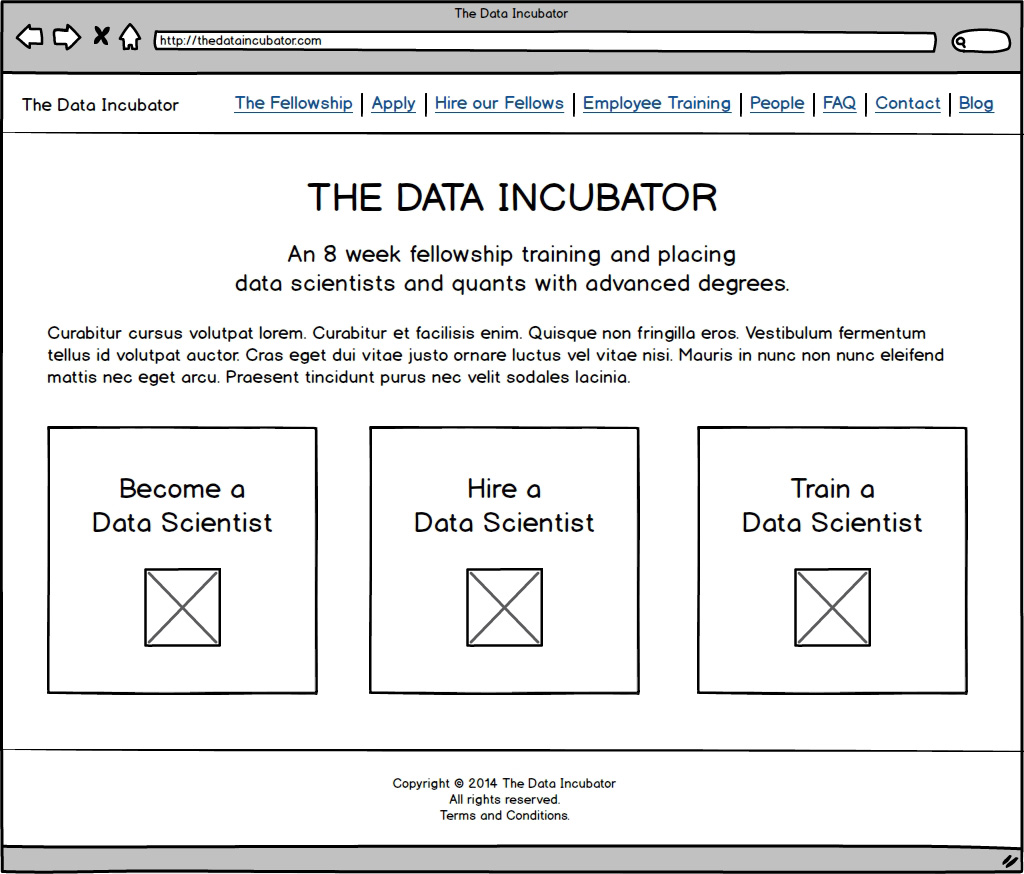 The Data Incubator
http://thedataincubator.com
The Data Incubator The Fellowship | Apply | Hire our Fellows | Employee Training | People | FAQ | Contact | Blog
THE DATA INCUBATOR
An 8 week fellowship training and placing
data scientists and quants with advanced degrees.
Curabitur cursus volutpat lorem. Curabitur et facilisis enim. Quisque non fringilla eros. Vestibulum fermentum
tellus id volutpat auctor. Cras eget dui vitae justo ornare luctus vel vitae nisi. Mauris in nunc non nunc eleifend
mattis nec eget arcu. Praesent tincidunt purus nec velit sodales lacinia.
Become a
Data Scientist
Hire a
Data Scientist
Train a
Data Scientist
Copyright © 2014 The Data Incubator
All rights reserved.
Terms and Conditions.